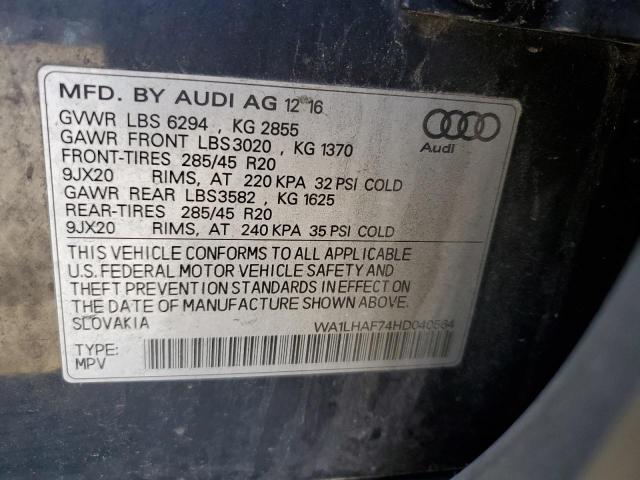 MFD. BY AUDI AG 12 16
GVWR LBS 6294 , KG 2855
GAWR FRONT LBS 3020 , KG 1370
FRONT-TIRES 285/45 R20
9JX20 RIMS, AT 220 KPA 32 PSI COLD
GAWR REAR LBS3582 , KG 1625
REAR-TIRES 285/45 R20
9JX20 RIMS, AT 240 KPA 35 PSI COLD
Audi
THIS VEHICLE CONFORMS TO ALL APPLICABLE
U.S. FEDERAL MOTOR VEHICLE SAFETY AND
THEFT PREVENTION STANDARDS IN EFFECT ON
THE DATE OF MANUFACTURE SHOWN ABOVE
SLOVAKIA WA1LHAF74HD040564
TYPE:
MPV